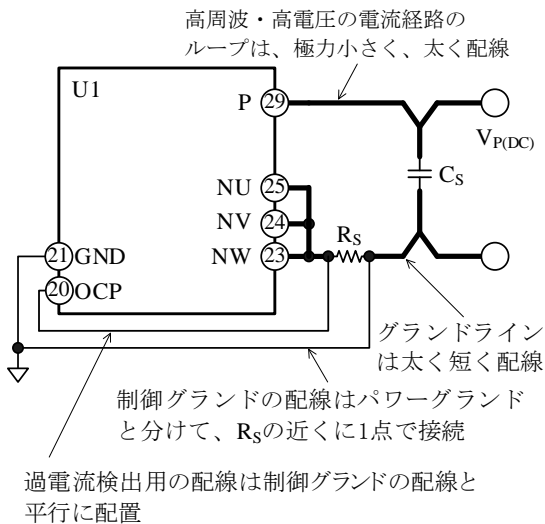 高周波・高電圧の電流経路の
ループは、極力小さく、太く配線
U1
P
29
VP(DC)
CS
NU
25
NV
24
NW
23
RS
21
GND
20
OCP
グランドライン
は太く短く配線
制御グランドの配線はパワーグランド
と分けて、RSの近くに1点で接続
過電流検出用の配線は制御グランドの配線と
平行に配置